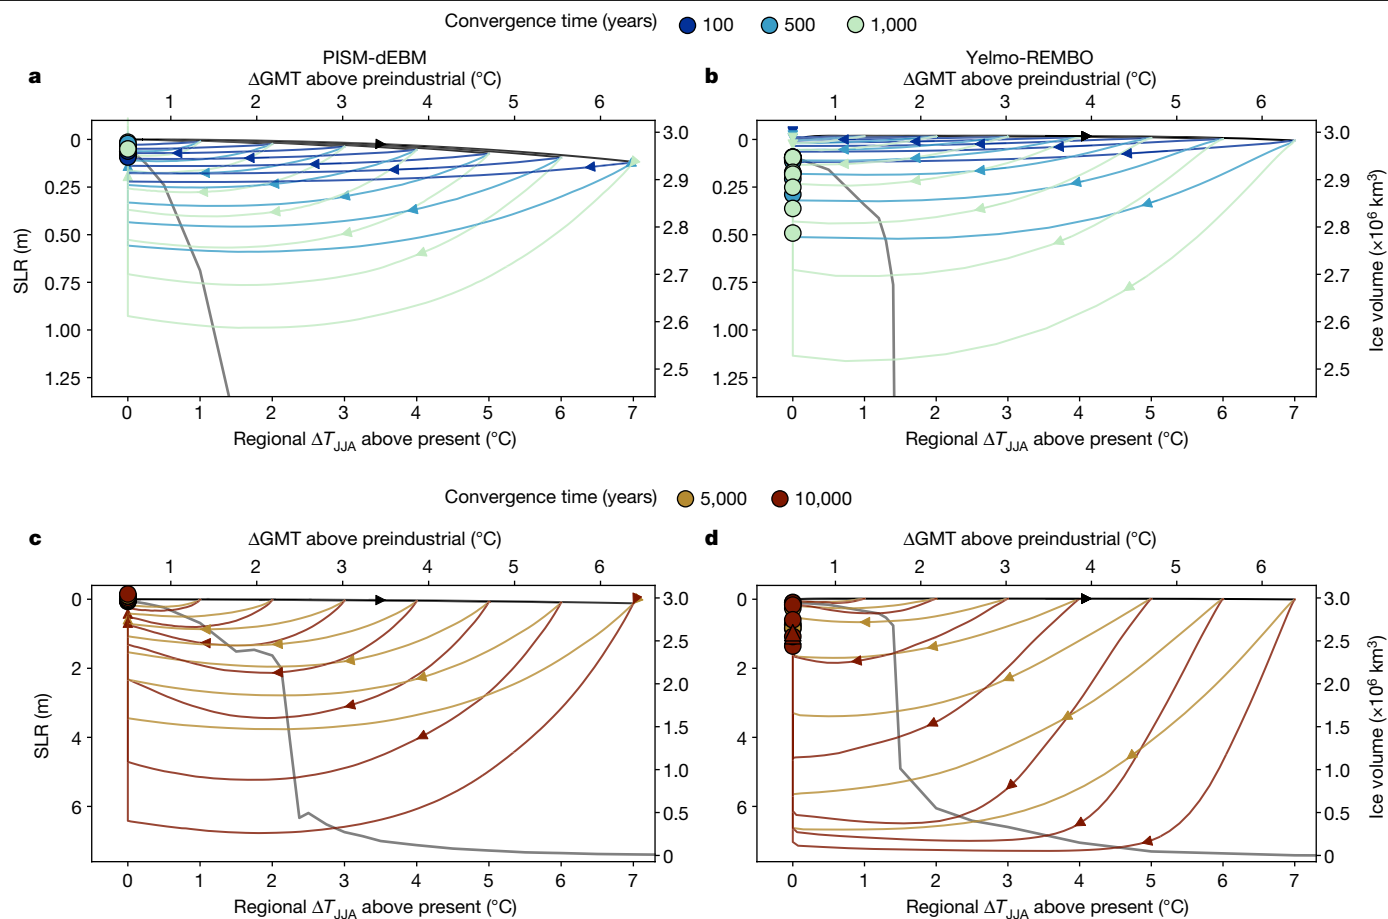 Convergence time (years) 100 500 1,000
PISM-dEBM
a
ΔGMT above preindustrial (°C)
1 2 3 4 5 6
0
0.25
0.50
0.75
1.00
1.25
SLR (m)
3.0
2.9
2.8
2.7
2.6
2.5
0 1 2 3 4 5 6 7
Regional ΔTJJA above present (°C)
Yelmo-REMBO
b
ΔGMT above preindustrial (°C)
1 2 3 4 5 6
0
0.25
0.50
0.75
1.00
1.25
3.0
2.9
2.8
2.7
2.6
2.5
Ice volume (×10⁶ km³)
0 1 2 3 4 5 6 7
Regional ΔTJJA above present (°C)
Convergence time (years) 5,000 10,000
c
ΔGMT above preindustrial (°C)
1 2 3 4 5 6
0
2
4
6
SLR (m)
3.0
2.5
2.0
1.5
1.0
0.5
0
0 1 2 3 4 5 6 7
Regional ΔTJJA above present (°C)
d
ΔGMT above preindustrial (°C)
1 2 3 4 5 6
0
2
4
6
3.0
2.5
2.0
1.5
1.0
0.5
0
Ice volume (×10⁶ km³)
0 1 2 3 4 5 6 7
Regional ΔTJJA above present (°C)